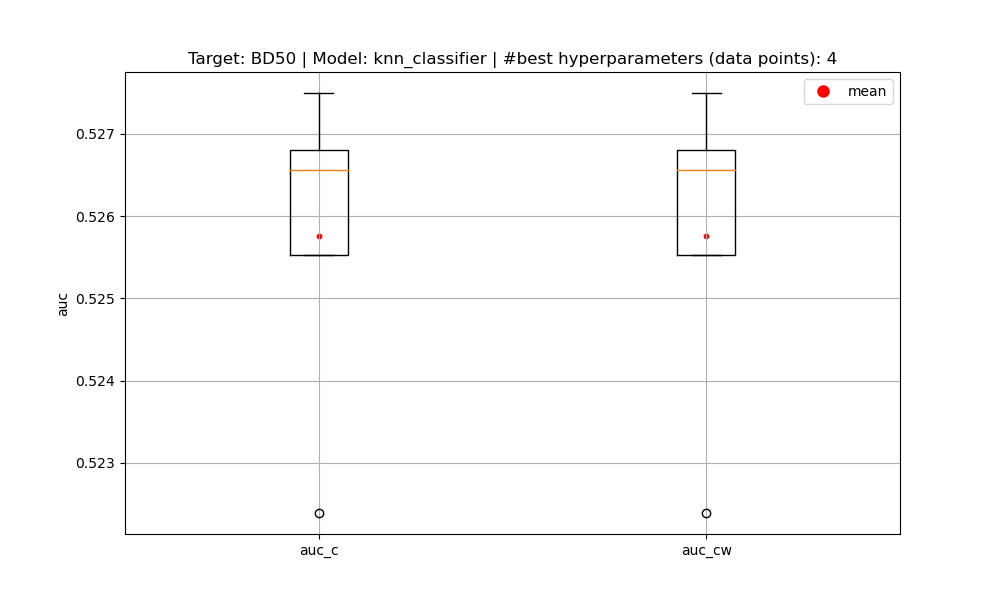 Target: BD50 | Model: knn_classifier | #best hyperparameters (data points): 4
mean
0.527
0.526
0.525
0.524
0.523
auc
auc_c
auc_cw